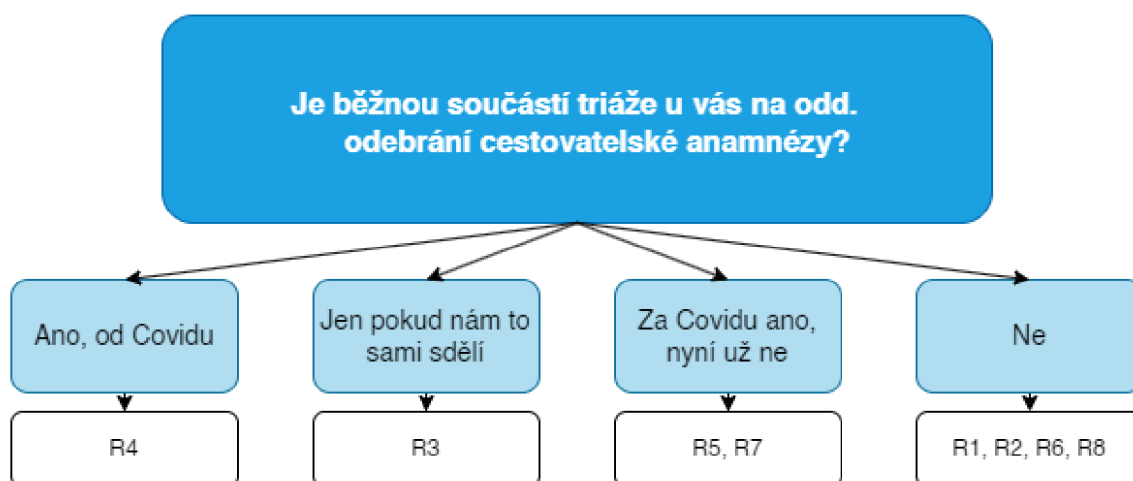 Je běžnou součástí triáže u vás na odd.
odebrání cestovatelské anamnézy?
Ano, od Covidu
Jen pokud nám to
sami sdělí
Za Covidu ano,
nyní už ne
Ne
R4
R3
R5, R7
R1, R2, R6, R8